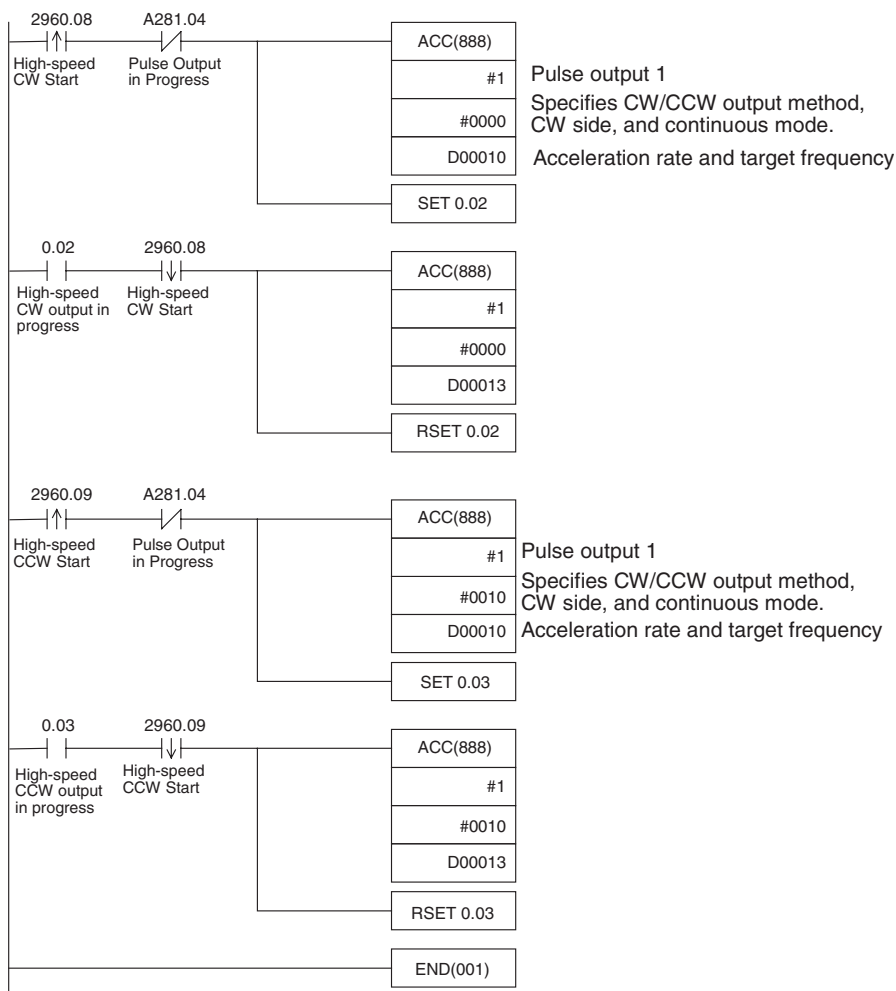 2960.08 A281.04
High-speed
CW Start
Pulse Output
in Progress
ACC(888)
#1
#0000
D00010
Pulse output 1
Specifies CW/CCW output method,
CW side, and continuous mode.
Acceleration rate and target frequency
SET 0.02
0.02 2960.08
High-speed
CW output in
progress
High-speed
CW Start
ACC(888)
#1
#0000
D00013
RSET 0.02
2960.09 A281.04
High-speed
CCW Start
Pulse Output
in Progress
ACC(888)
#1
#0010
D00010
Pulse output 1
Specifies CW/CCW output method,
CW side, and continuous mode.
Acceleration rate and target frequency
SET 0.03
0.03 2960.09
High-speed
CCW output
in progress
High-speed
CCW Start
ACC(888)
#1
#0010
D00013
RSET 0.03
END(001)